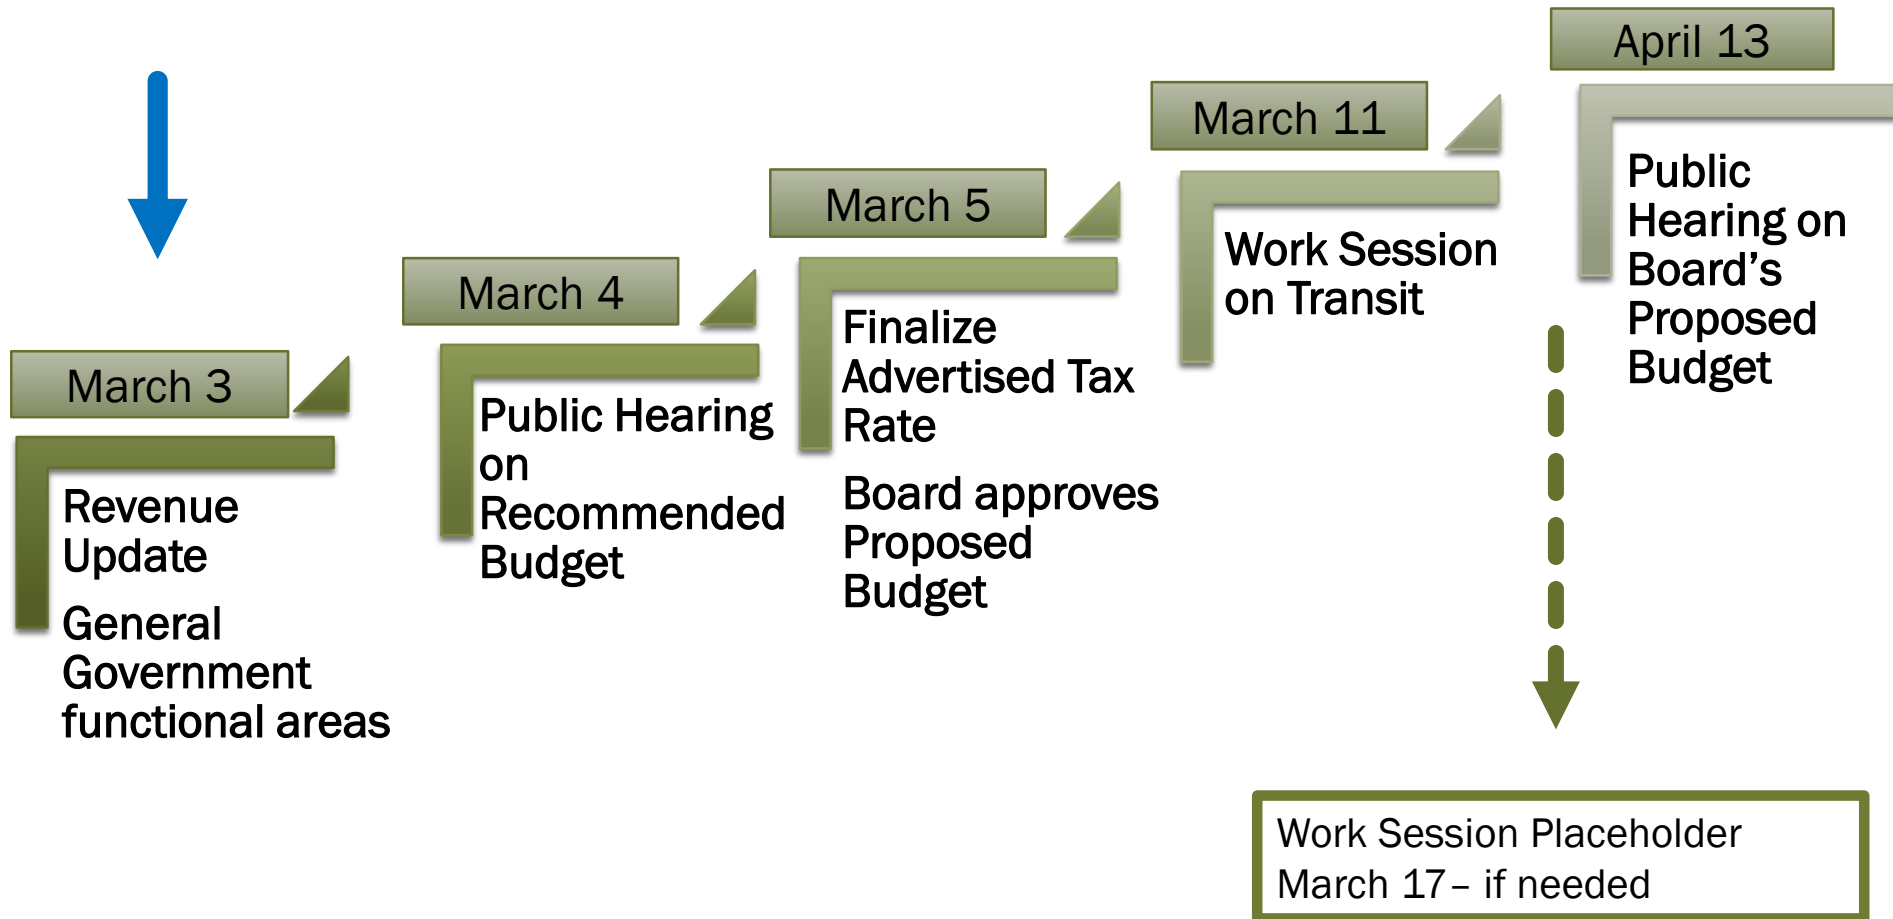 March 3
Revenue
Update
General
Government
functional areas
March 4
Public Hearing
on
Recommended
Budget
March 5
Finalize
Advertised Tax
Rate
Board approves
Proposed
Budget
March 11
Work Session
on Transit
April 13
Public
Hearing on
Board’s
Proposed
Budget
Work Session Placeholder
March 17– if needed